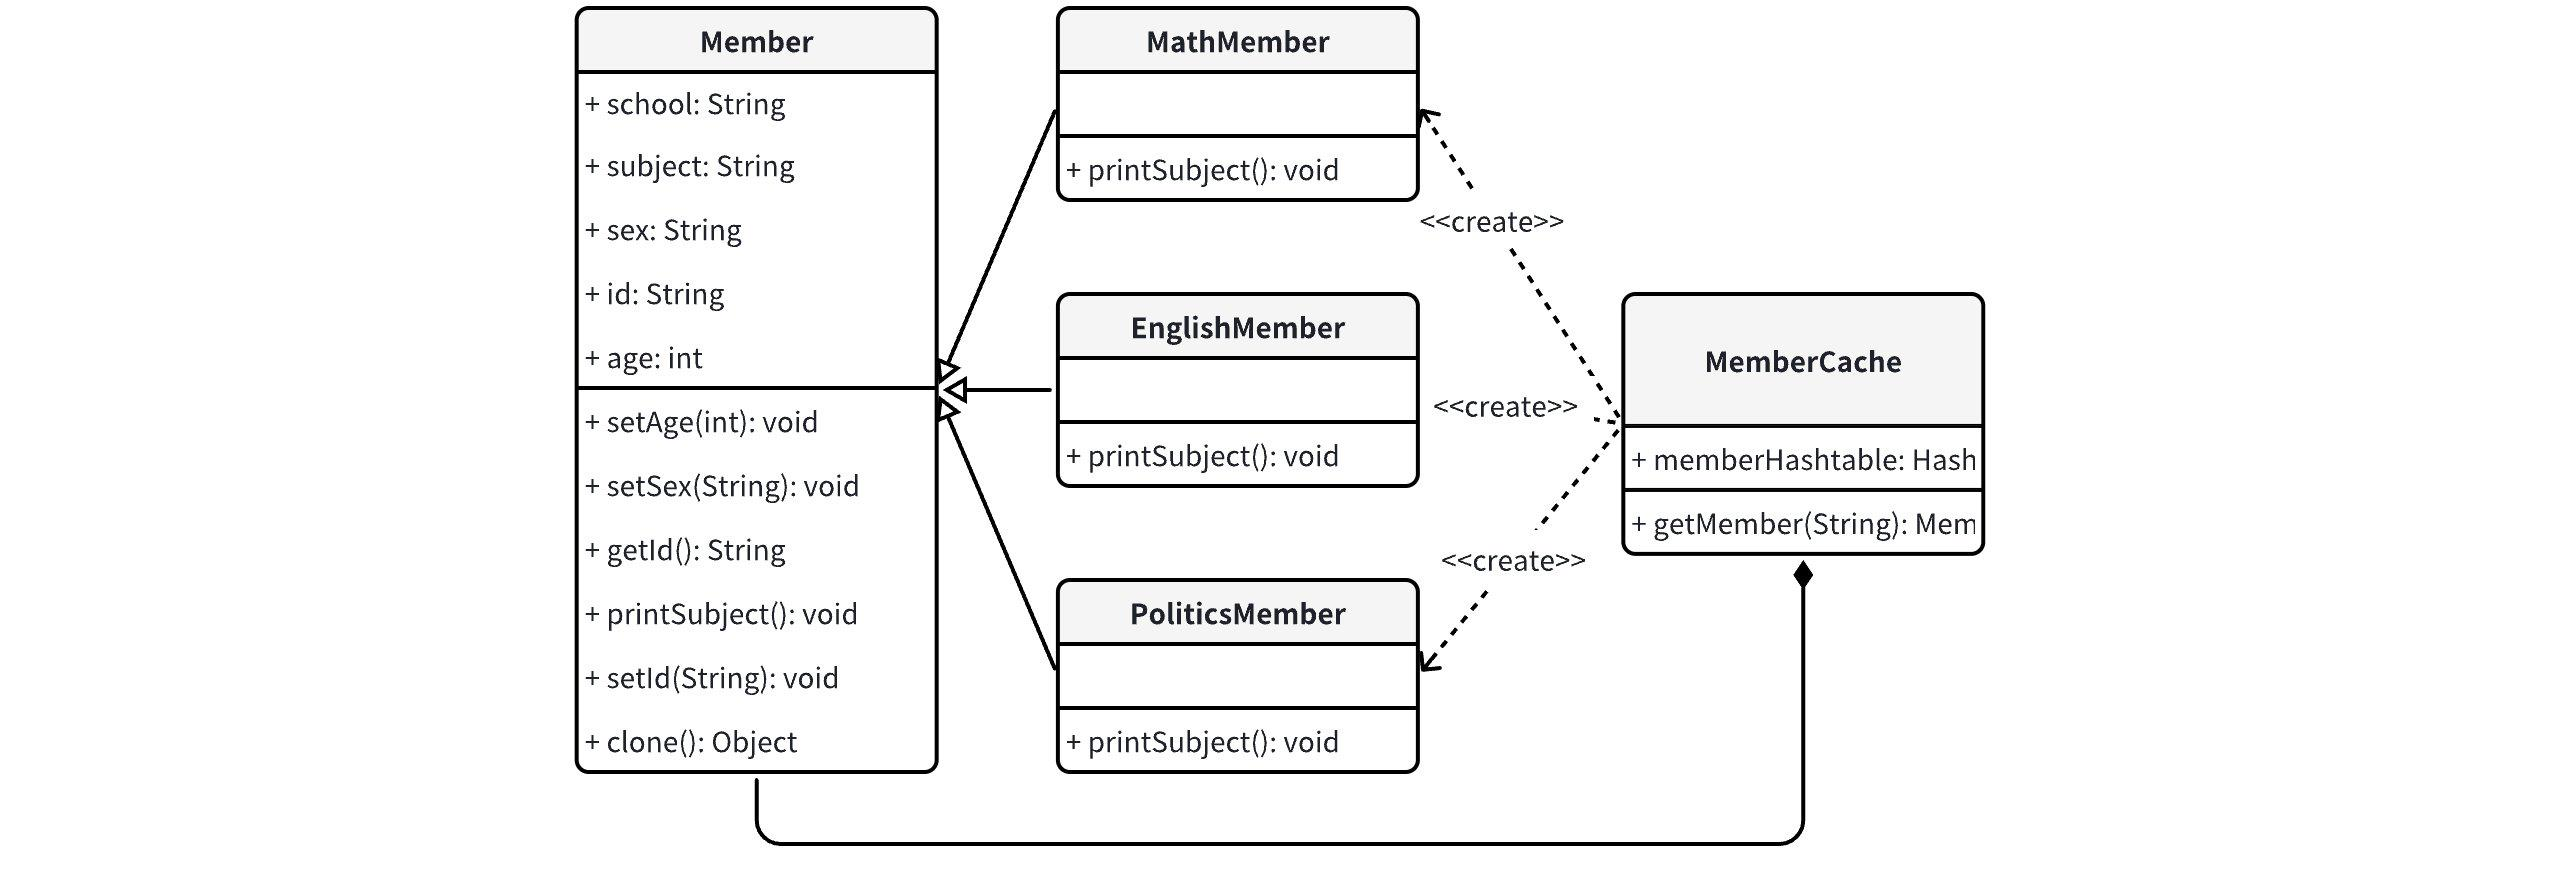 Member
+ school: String
+ subject: String
+ sex: String
+ id: String
+ age: int
+ setAge(int): void
+ setSex(String): void
+ getId(): String
+ printSubject(): void
+ setId(String): void
+ clone(): Object
MathMember
+ printSubject(): void
EnglishMember
+ printSubject(): void
PoliticsMember
+ printSubject(): void
<<create>>
<<create>>
<<create>>
MemberCache
+ memberHashtable: Hash
+ getMember(String): Mem